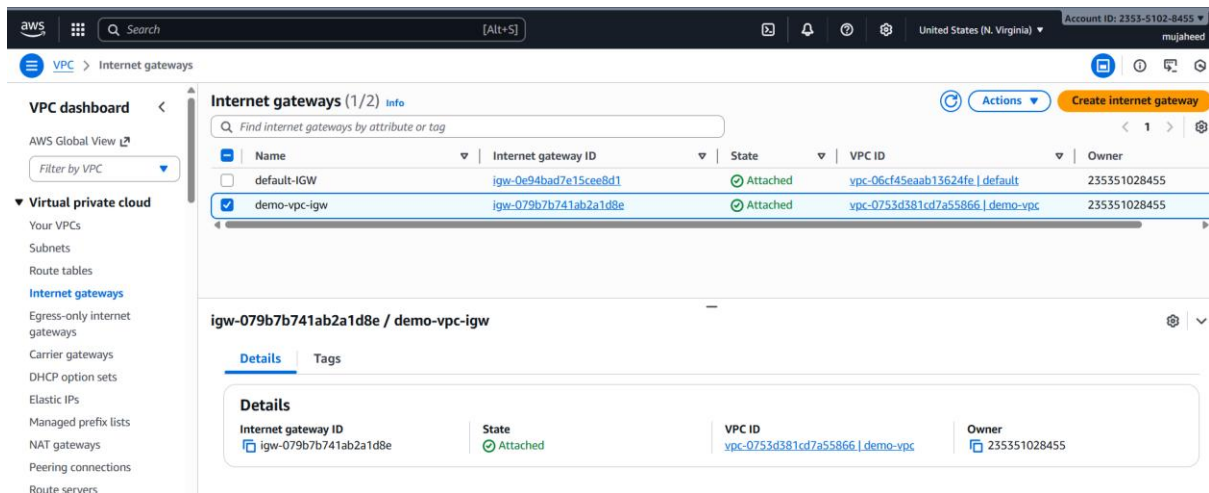 aws
Search
[Alt+S]
United States (N. Virginia)
Account ID: 2353-5102-8455
mujaheed
VPC > Internet gateways
VPC dashboard
AWS Global View
Filter by VPC
Virtual private cloud
Your VPCs
Subnets
Route tables
Internet gateways
Egress-only internet
gateways
Carrier gateways
DHCP option sets
Elastic IPs
Managed prefix lists
NAT gateways
Peering connections
Route servers
Internet gateways (1/2) Info
Actions
Create internet gateway
Find internet gateways by attribute or tag
1
Name Internet gateway ID State VPC ID Owner
default-IGW igw-0e94bad7e15cee8d1 Attached vpc-06cf45eaab13624fe | default 235351028455
demo-vpc-igw igw-079b7b741ab2a1d8e Attached vpc-0753d381cd7a55866 | demo-vpc 235351028455
igw-079b7b741ab2a1d8e / demo-vpc-igw
Details Tags
Details
Internet gateway ID State VPC ID Owner
igw-079b7b741ab2a1d8e Attached vpc-0753d381cd7a55866 | demo-vpc 235351028455